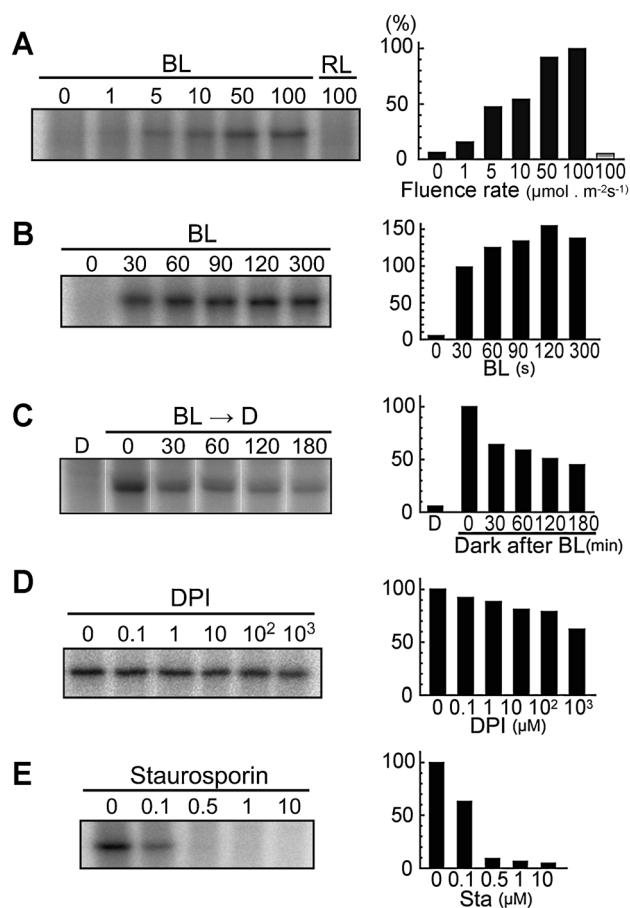 A
BL RL
0 1 5 10 50 100 100
(%)
100
50
0
0 1 5 10 50 100 100
Fluence rate (μmol . m-2s-1)
B
BL
0 30 60 90 120 300
150
100
50
0
0 30 60 90 120 300
BL (s)
C
BL → D
D 0 30 60 120 180
100
50
0
D 0 30 60 120 180
Dark after BL(min)
D
DPI
0 0.1 1 10 10² 10³
100
50
0
0 0.1 1 10 10² 10³
DPI (μM)
E
Staurosporin
0 0.1 0.5 1 10
100
50
0
0 0.1 0.5 1 10
Sta (μM)